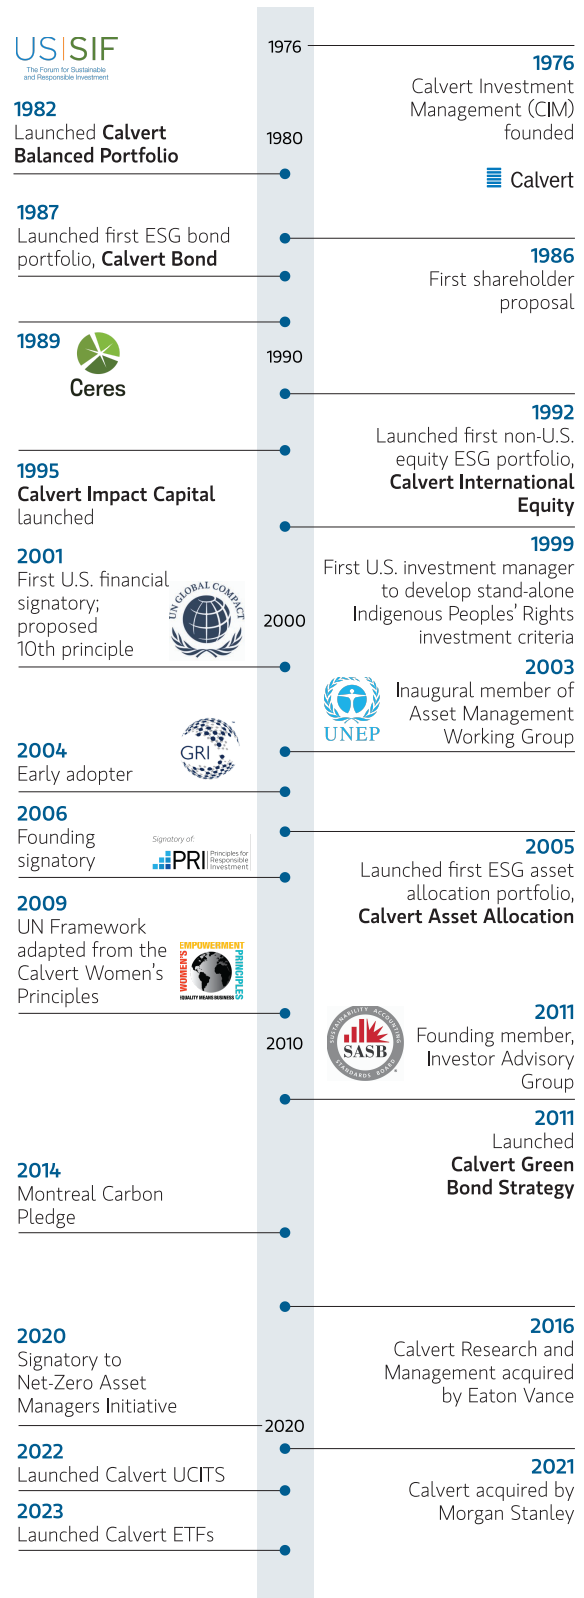 US|SIF
The Forum for Sustainable
and Responsible Investment
1976
1976
Calvert Investment
Management (CIM)
founded
Calvert
1982
Launched Calvert
Balanced Portfolio
1980
1987
Launched first ESG bond
portfolio, Calvert Bond
1986
First shareholder
proposal
1989
Ceres
1990
1992
Launched first non-U.S.
equity ESG portfolio,
Calvert International
Equity
1995
Calvert Impact Capital
launched
1999
First U.S. investment manager
to develop stand-alone
Indigenous Peoples’ Rights
investment criteria
2001
First U.S. financial
signatory;
proposed
10th principle
UN GLOBAL COMPACT
2000
2003
Inaugural member of
Asset Management
Working Group
UNEP
2004
Early adopter
GRI
2006
Founding
signatory
Signatory of:
PRI
Principles for
Responsible
Investment
2005
Launched first ESG asset
allocation portfolio,
Calvert Asset Allocation
2009
UN Framework
adapted from the
Calvert Women’s
Principles
WOMEN'S
EMPOWERMENT
PRINCIPLES
EQUALITY MEANS BUSINESS
2010
2011
Founding member,
Investor Advisory
Group
SUSTAINABILITY ACCOUNTING
SASB
STANDARDS BOARD
2011
Launched
Calvert Green
Bond Strategy
2014
Montreal Carbon
Pledge
2016
Calvert Research and
Management acquired
by Eaton Vance
2020
Signatory to
Net-Zero Asset
Managers Initiative
2020
2021
Calvert acquired by
Morgan Stanley
2022
Launched Calvert UCITS
2023
Launched Calvert ETFs